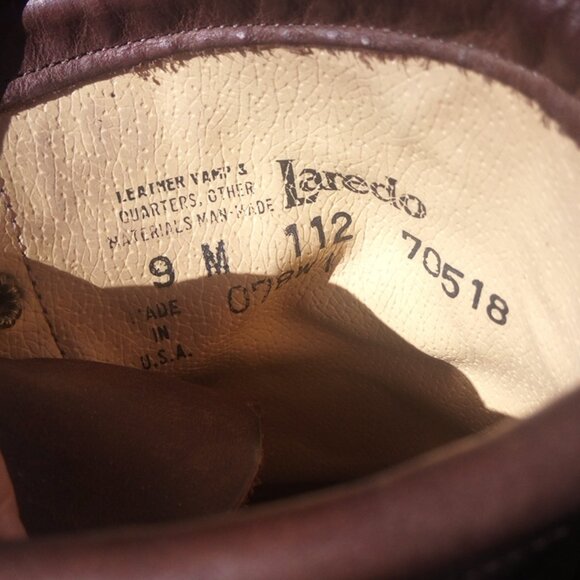 Laredo
LEATHER VAMP &
QUARTERS, OTHER
MATERIALS MAN-MADE
9 M 112 70518
MADE
IN
U.S.A.